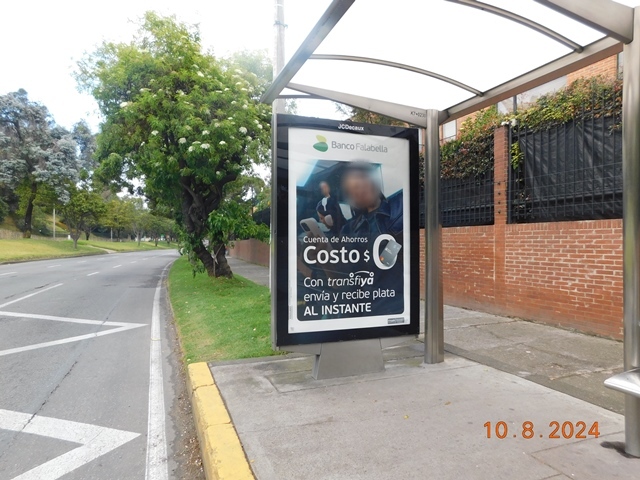 JCDecaux
Banco Falabella
Cuenta de Ahorros
Costo $0
Con transfiya
envía y recibe plata
AL INSTANTE
10.8.2024